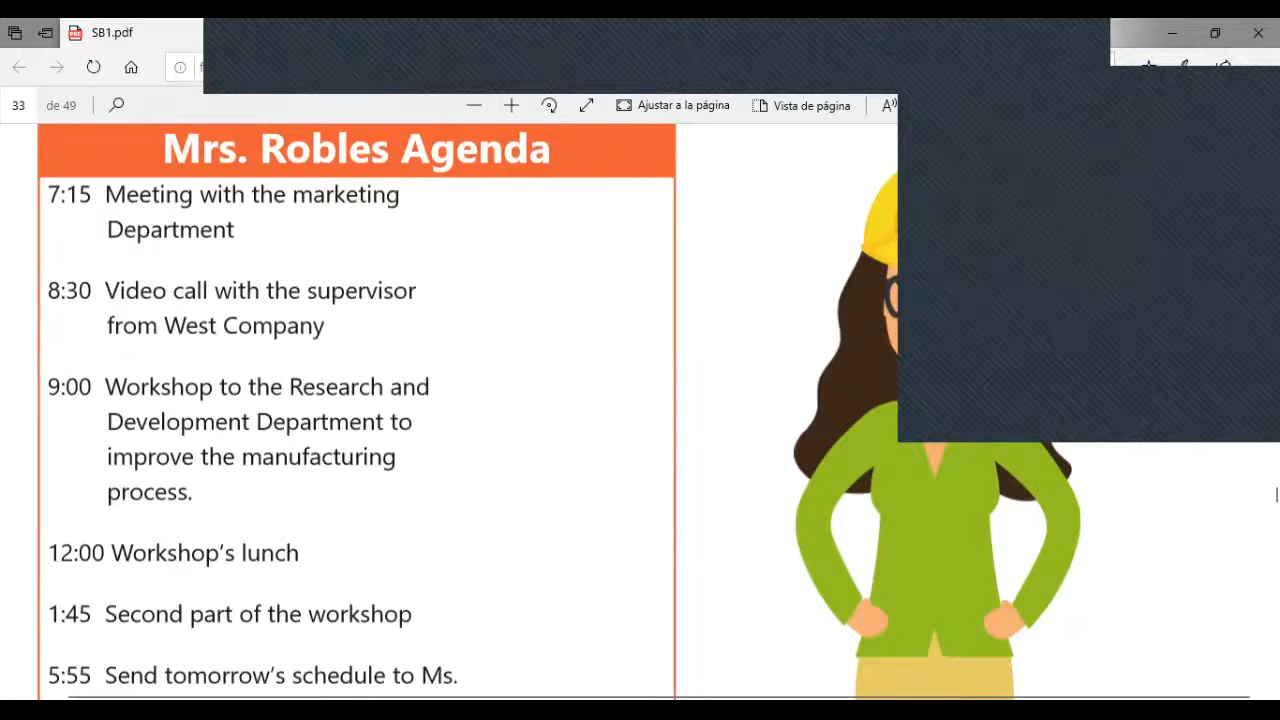 SB1.pdf
33 de 49
Ajustar a la página
Vista de página
A
Mrs. Robles Agenda
7:15 Meeting with the marketing
Department
8:30 Video call with the supervisor
from West Company
9:00 Workshop to the Research and
Development Department to
improve the manufacturing
process.
12:00 Workshop's lunch
1:45 Second part of the workshop
5:55 Send tomorrow's schedule to Ms.